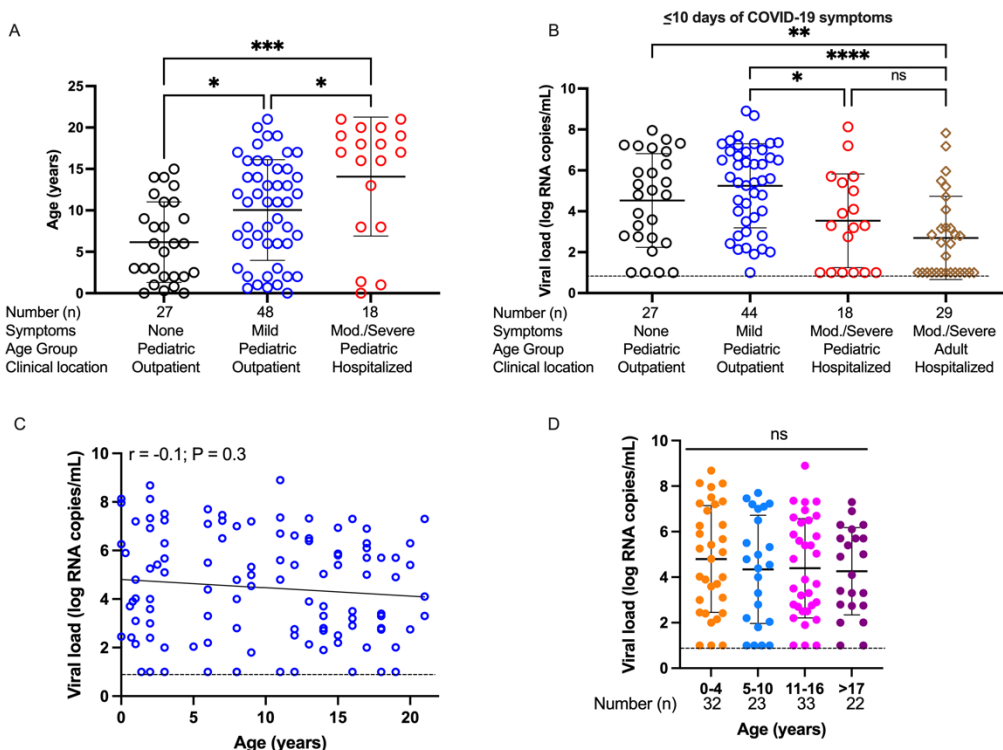 A
***
*
*
Age (years)
25
20
15
10
5
0
Number (n) 27 48 18
Symptoms None Mild Mod./Severe
Age Group Pediatric Pediatric Pediatric
Clinical location Outpatient Outpatient Hospitalized
B
≤10 days of COVID-19 symptoms
**
****
*
ns
Viral load (log RNA copies/mL)
10
8
6
4
2
0
Number (n) 27 44 18 29
Symptoms None Mild Mod./Severe Mod./Severe
Age Group Pediatric Pediatric Pediatric Adult
Clinical location Outpatient Outpatient Hospitalized Hospitalized
C
r = -0.1; P = 0.3
Viral load (log RNA copies/mL)
10
8
6
4
2
0
0 5 10 15 20
Age (years)
D
ns
Viral load (log RNA copies/mL)
10
8
6
4
2
0
0-4 5-10 11-16 >17
Number (n) 32 23 33 22
Age (years)